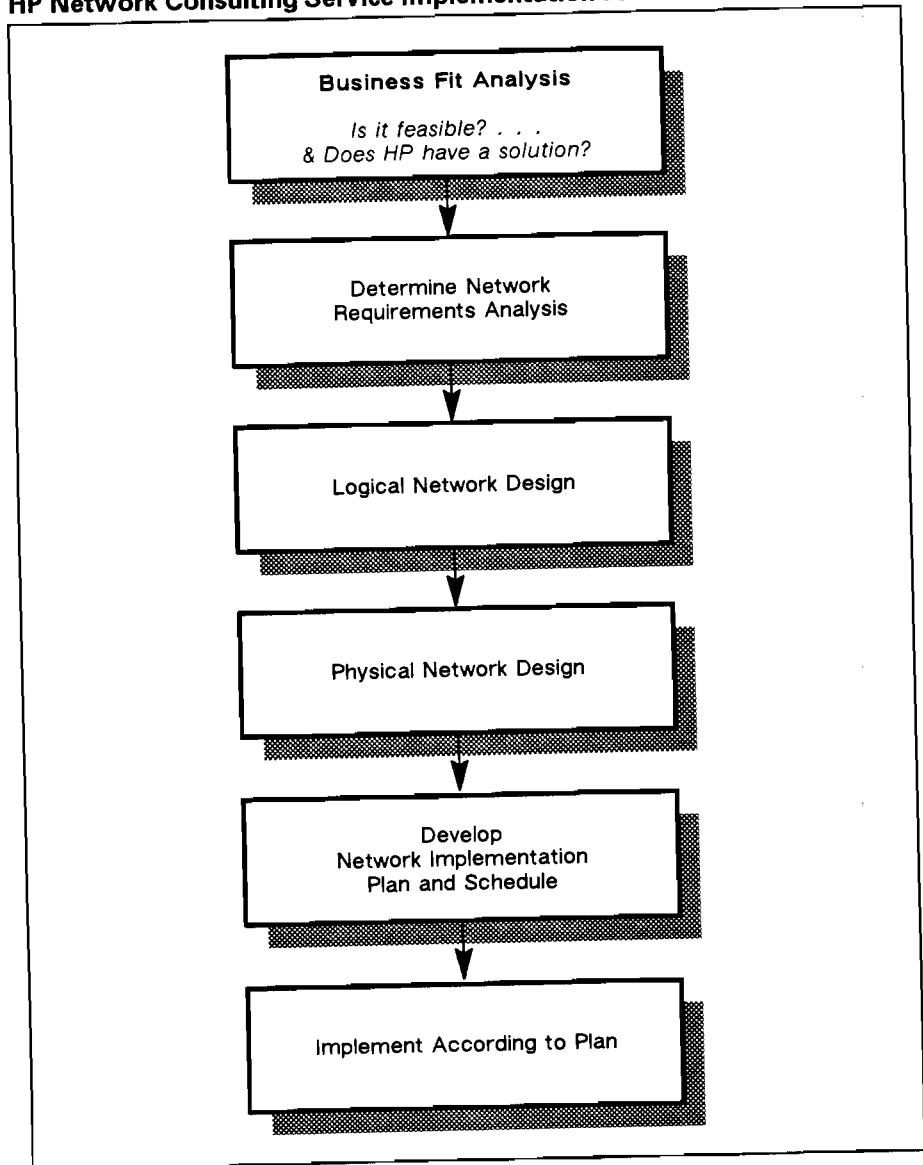 HP Network Consulting Service Implementation
Business Fit Analysis
Is it feasible? . . .
& Does HP have a solution?
Determine Network
Requirements Analysis
Logical Network Design
Physical Network Design
Develop
Network Implementation
Plan and Schedule
Implement According to Plan